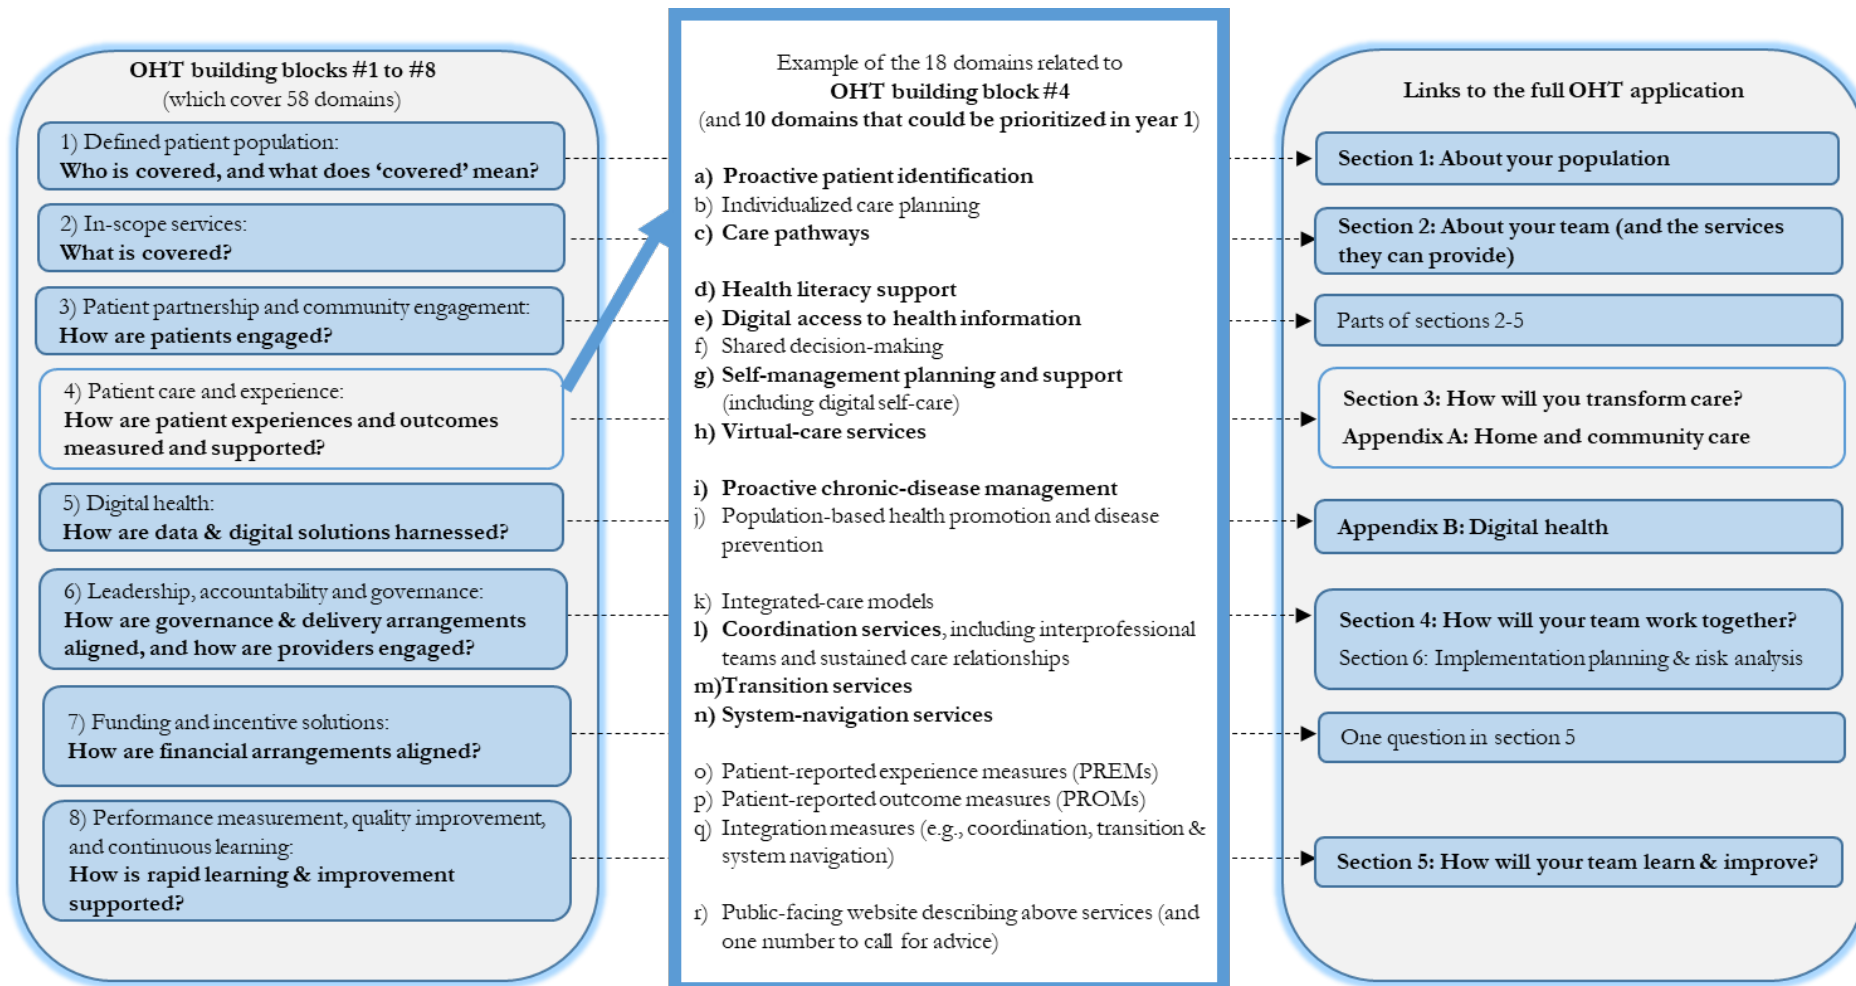 OHT building blocks #1 to #8
(which cover 58 domains)
1) Defined patient population:
Who is covered, and what does ‘covered’ mean?
2) In-scope services:
What is covered?
3) Patient partnership and community engagement:
How are patients engaged?
4) Patient care and experience:
How are patient experiences and outcomes
measured and supported?
5) Digital health:
How are data & digital solutions harnessed?
6) Leadership, accountability and governance:
How are governance & delivery arrangements
aligned, and how are providers engaged?
7) Funding and incentive solutions:
How are financial arrangements aligned?
8) Performance measurement, quality improvement,
and continuous learning:
How is rapid learning & improvement
supported?
Example of the 18 domains related to
OHT building block #4
(and 10 domains that could be prioritized in year 1)
a) Proactive patient identification
b) Individualized care planning
c) Care pathways
d) Health literacy support
e) Digital access to health information
f) Shared decision-making
g) Self-management planning and support
(including digital self-care)
h) Virtual-care services
i) Proactive chronic-disease management
j) Population-based health promotion and disease
prevention
k) Integrated-care models
l) Coordination services, including interprofessional
teams and sustained care relationships
m)Transition services
n) System-navigation services
o) Patient-reported experience measures (PREMs)
p) Patient-reported outcome measures (PROMs)
q) Integration measures (e.g., coordination, transition &
system navigation)
r) Public-facing website describing above services (and
one number to call for advice)
Links to the full OHT application
Section 1: About your population
Section 2: About your team (and the services
they can provide)
Parts of sections 2-5
Section 3: How will you transform care?
Appendix A: Home and community care
Appendix B: Digital health
Section 4: How will your team work together?
Section 6: Implementation planning & risk analysis
One question in section 5
Section 5: How will your team learn & improve?